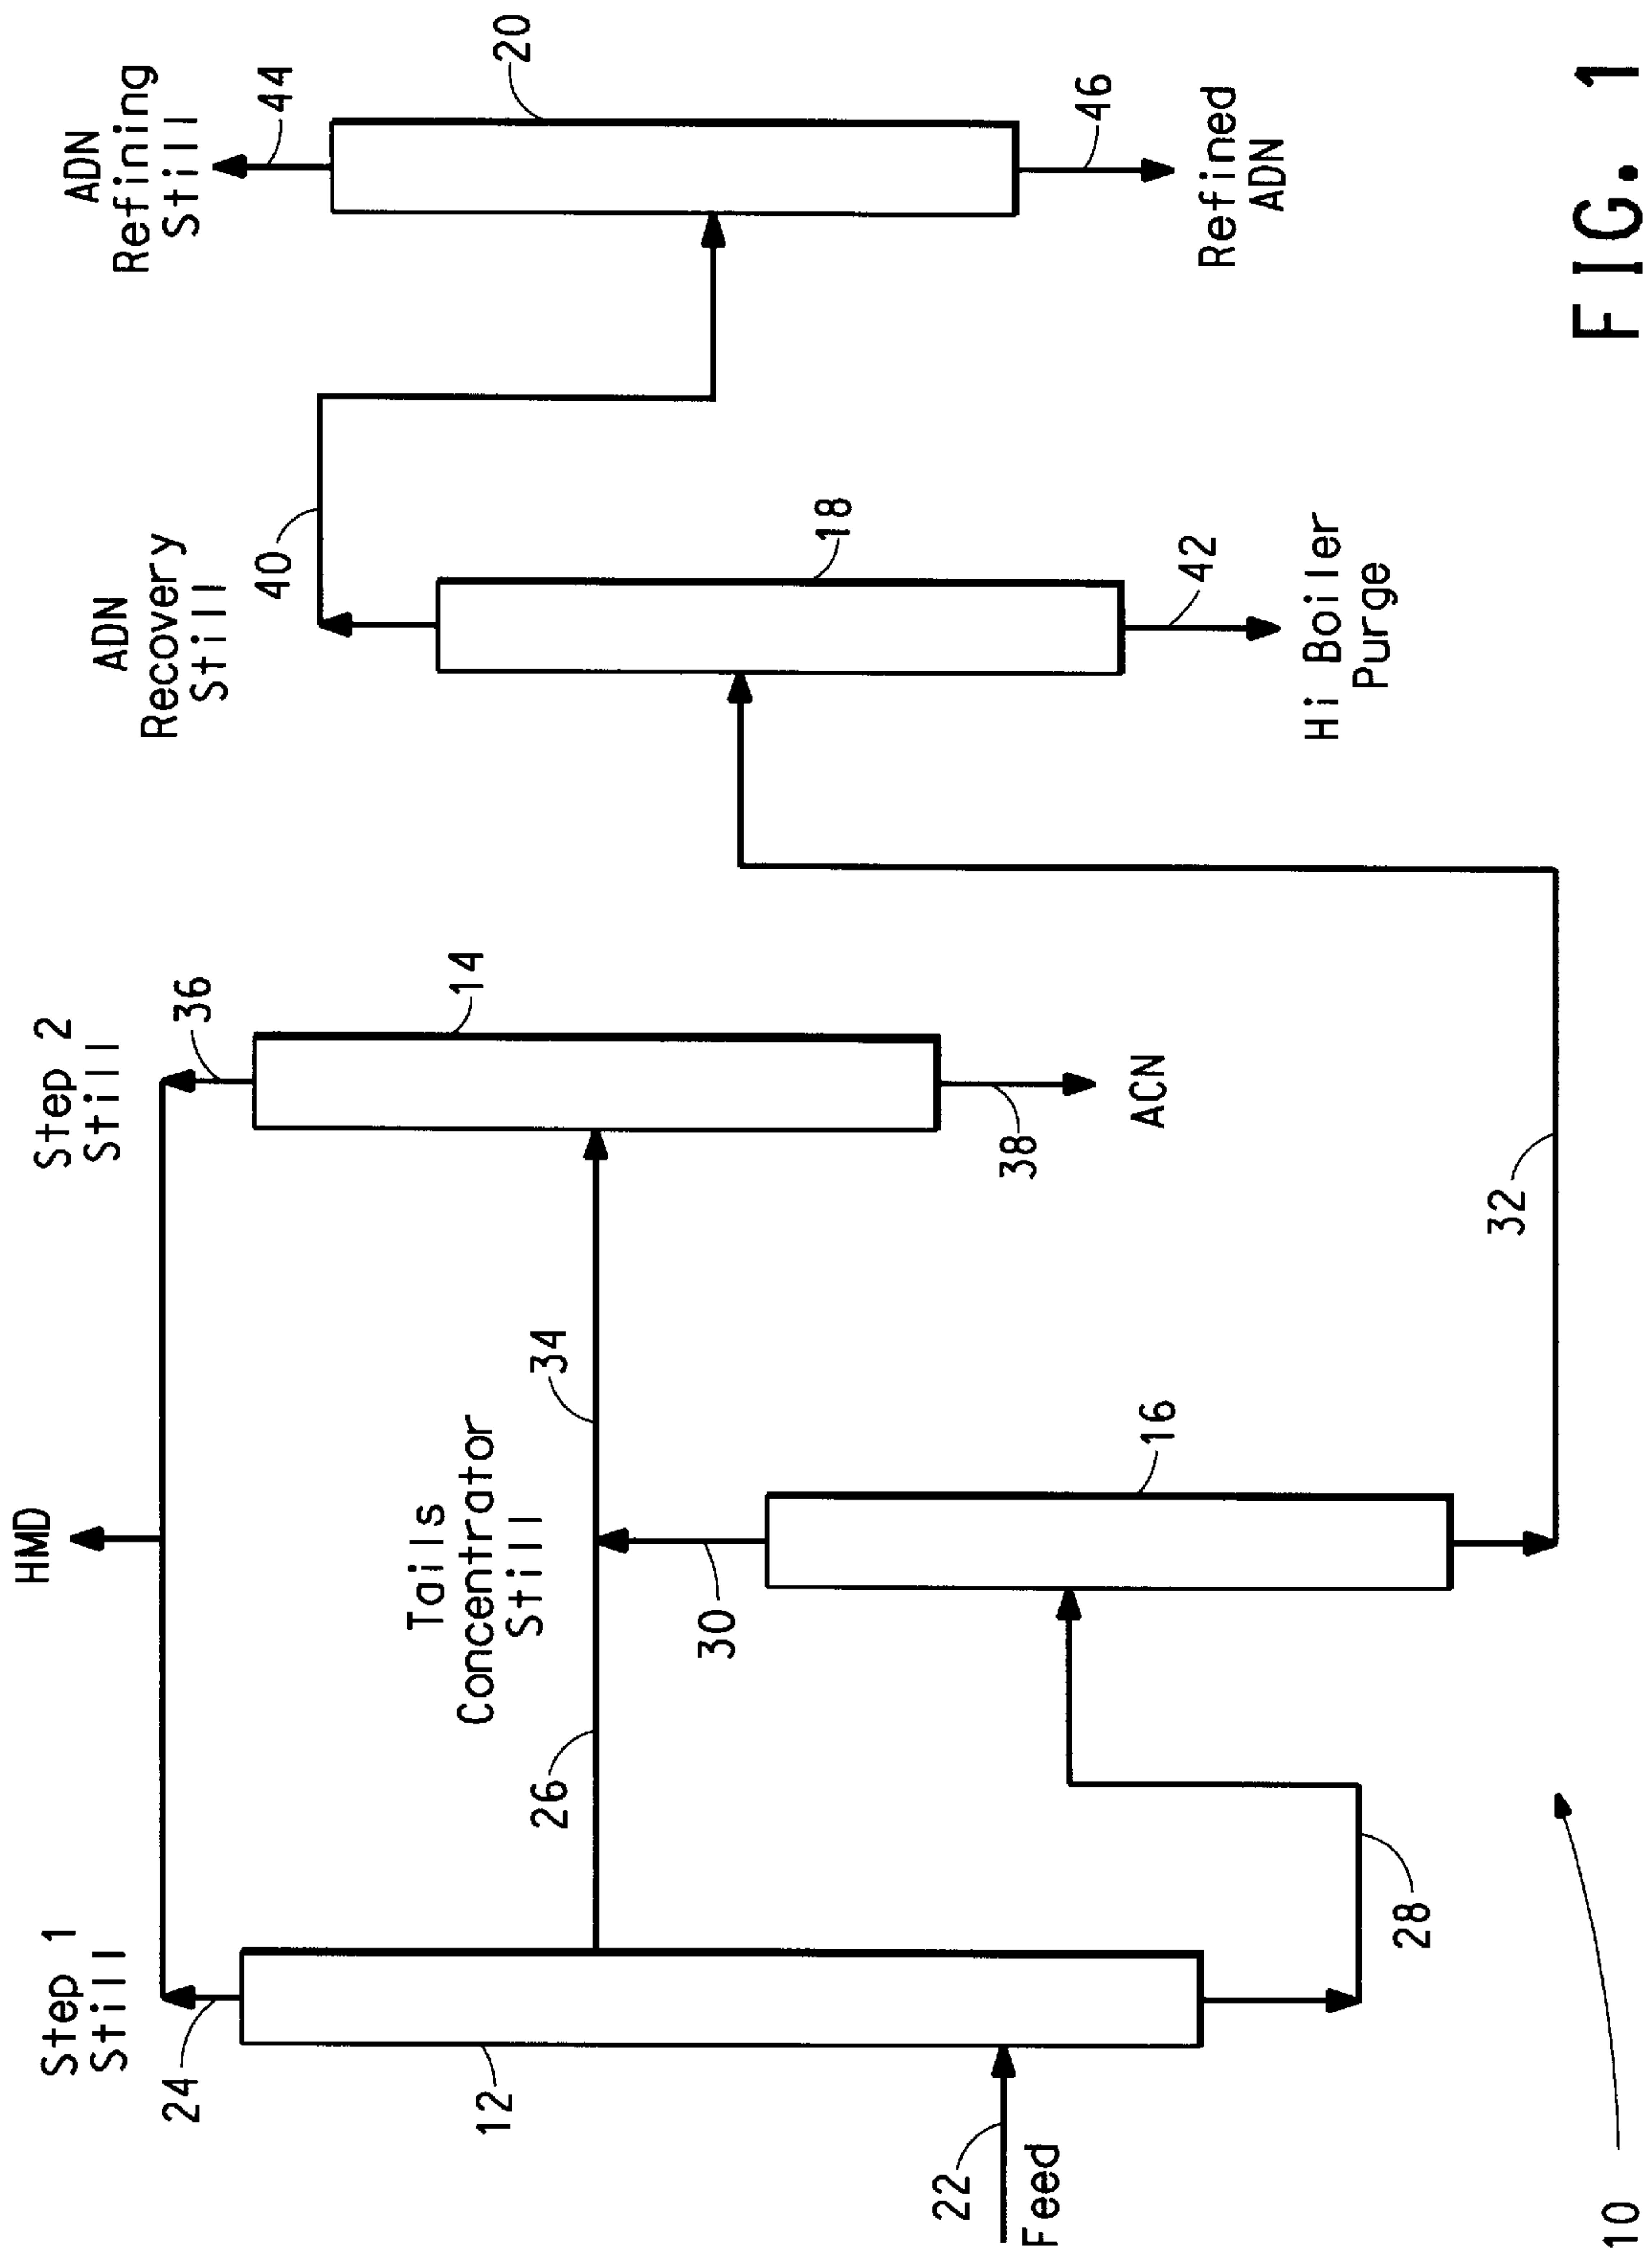 HMD
Step 1
Still
24
12
22
Feed
26
Tails
Concentrator
Still
34
30
16
28
Step 2
Still
36
14
38
ACN
32
ADN
Recovery
Still
40
18
42
Hi Boiler
Purge
ADN
Refining
Still
44
20
46
Refined
ADN
10
FIG. 1